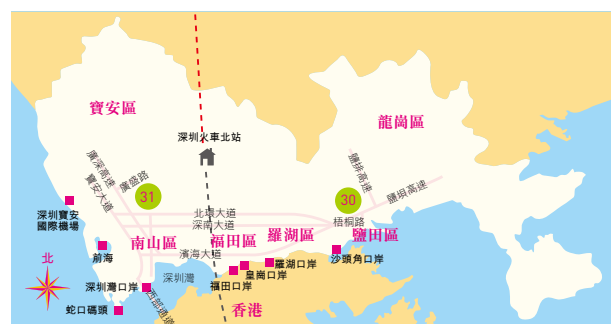 寶安區
龍崗區
深圳火車北站
廣深高速
廣盛路
寶安大道
鹽排高速
鹽垻高速
31
30
深圳寶安
國際機場
北環大道
深南大道
梧桐路
南山區
福田區
羅湖區
鹽田區
濱海大道
前海
深圳灣
羅湖口岸
沙頭角口岸
皇崗口岸
福田口岸
北
深圳灣口岸
西部通道
蛇口碼頭
香港